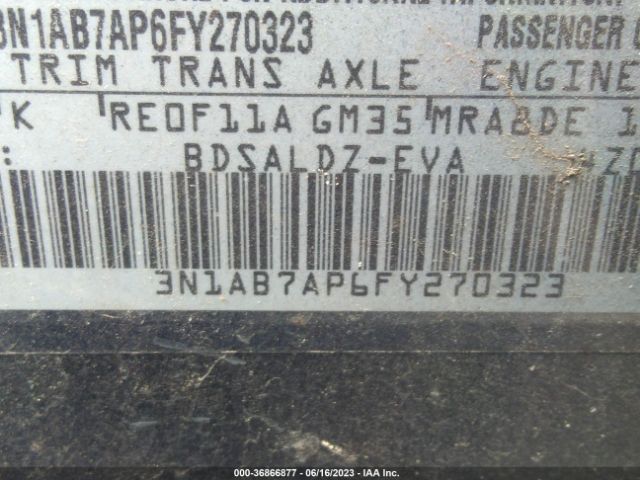 3N1AB7AP6FY270323 PASSENGER
TRIM TRANS AXLE ENGINE
K RE0F11A GM35 MRA8DE 1
: BDSALDZ-EVA
3N1AB7AP6FY270323
000-36866877 - 06/16/2023 - IAA Inc.